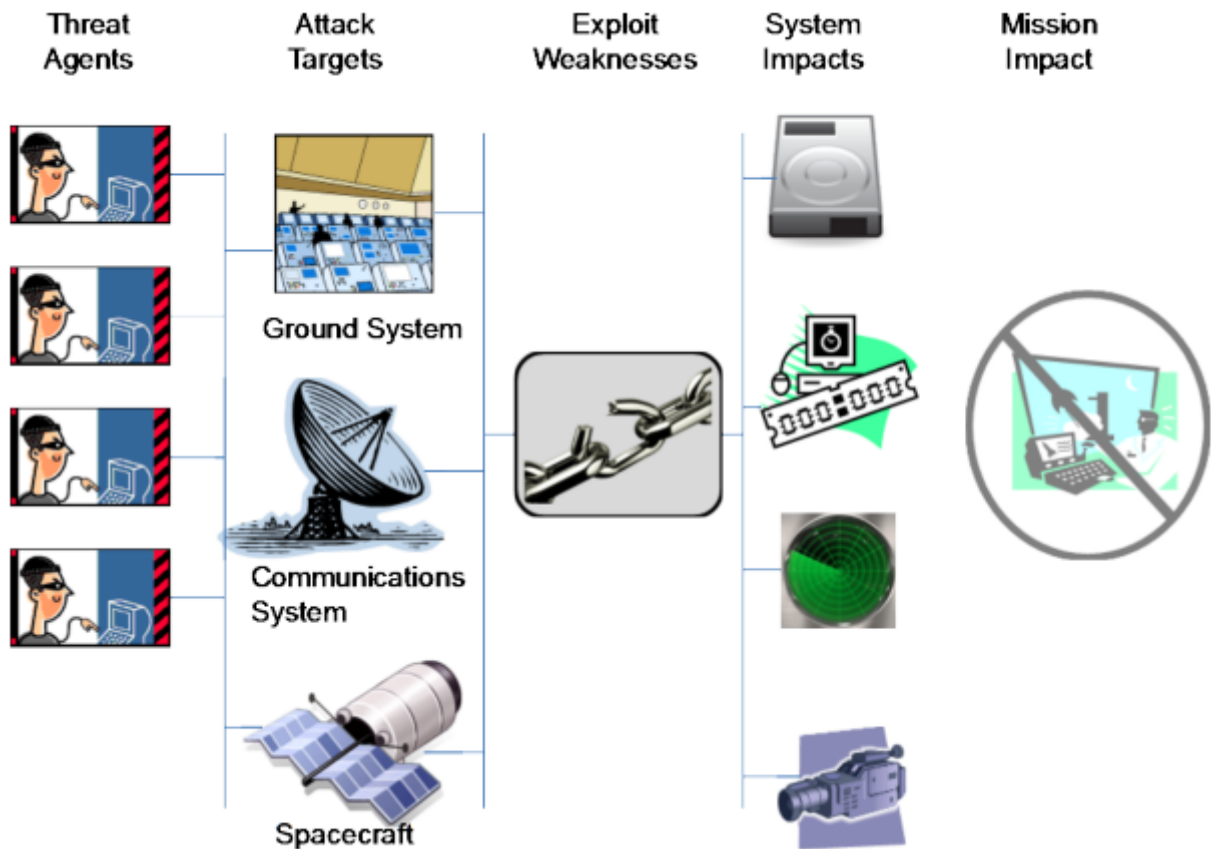 Threat
Agents
Attack
Targets
Exploit
Weaknesses
System
Impacts
Mission
Impact
Ground System
Communications
System
Spacecraft